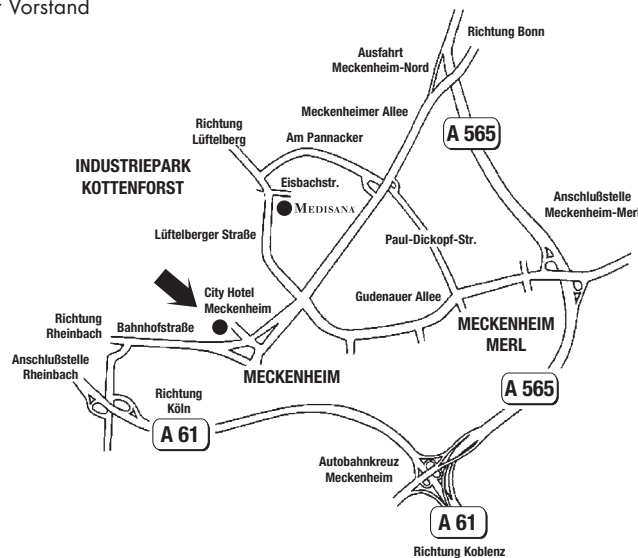 Vorstand
Richtung Bonn
Ausfahrt
Meckenheim-Nord
Meckenheimer Allee
A 565
Richtung
Lüftelberg
Am Pannacker
INDUSTRIEPARK
KOTTENFORST
Eisbachstr.
MEDISANA
Anschlußstelle
Meckenheim-Merl
Lüftelberger Straße
Paul-Dickopf-Str.
City Hotel
Meckenheim
Gudenauer Allee
Richtung
Rheinbach
Bahnhofstraße
MECKENHEIM
MERL
Anschlußstelle
Rheinbach
MECKENHEIM
A 565
Richtung
Köln
A 61
Autobahnkreuz
Meckenheim
A 61
Richtung Koblenz